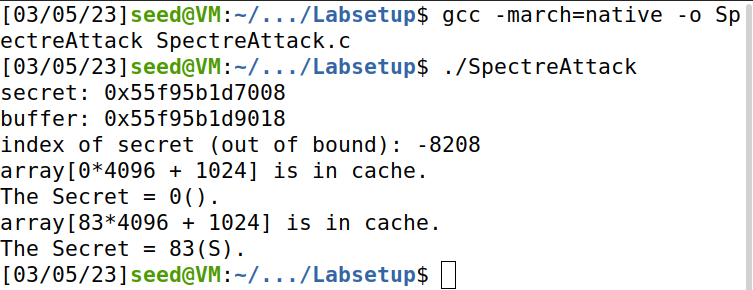 [03/05/23]seed@VM:~/.../Labsetup$ gcc -march=native -o Sp
ectreAttack SpectreAttack.c
[03/05/23]seed@VM:~/.../Labsetup$ ./SpectreAttack
secret: 0x55f95b1d7008
buffer: 0x55f95b1d9018
index of secret (out of bound): -8208
array[0*4096 + 1024] is in cache.
The Secret = 0().
array[83*4096 + 1024] is in cache.
The Secret = 83(S).
[03/05/23]seed@VM:~/.../Labsetup$